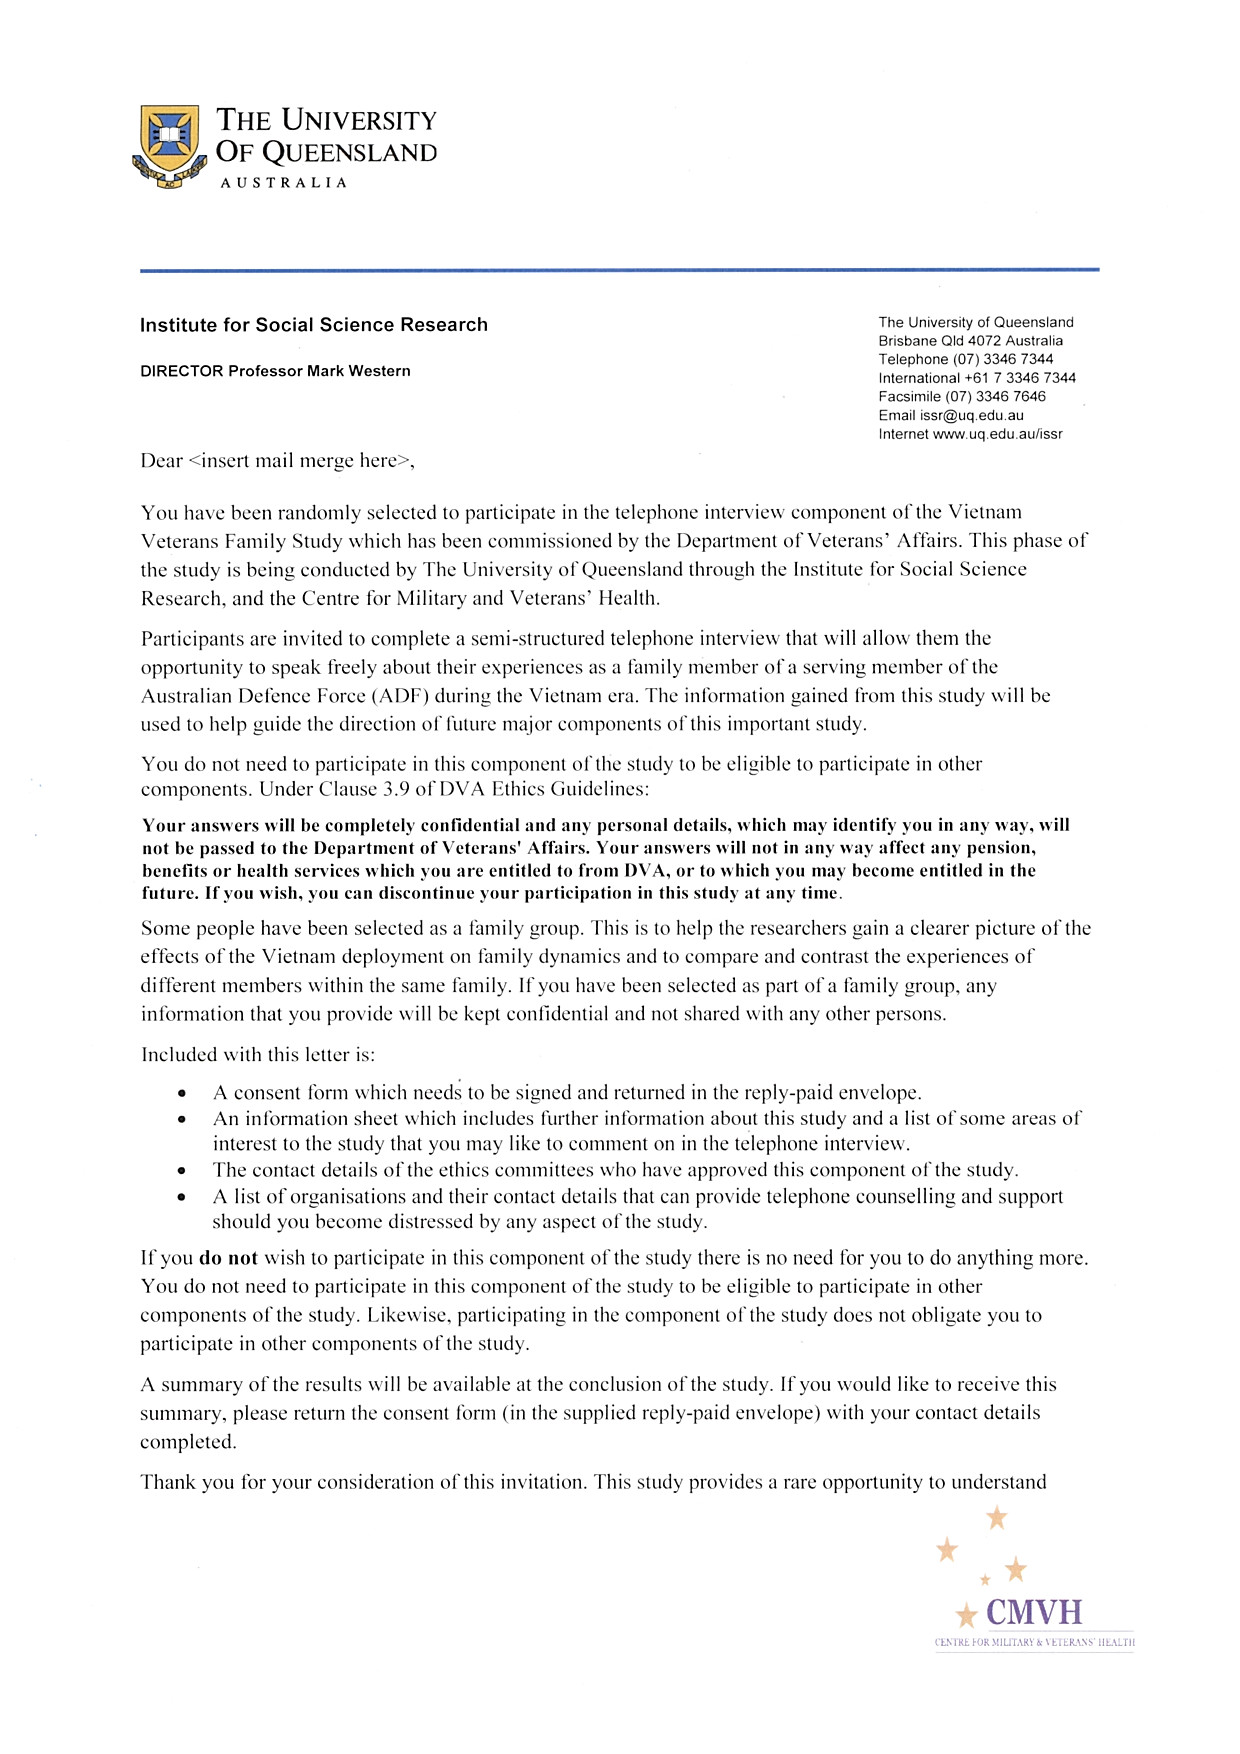 THE UNIVERSITY
OF QUEENSLAND
AUSTRALIA
Institute for Social Science Research
DIRECTOR Professor Mark Western
The University of Queensland
Brisbane Qld 4072 Australia
Telephone (07) 3346 7344
International +61 7 3346 7344
Facsimile (07) 3346 7646
Email issr@uq.edu.au
Internet www.uq.edu.au/issr
Dear <insert mail merge here>,
You have been randomly selected to participate in the telephone interview component of the Vietnam
Veterans Family Study which has been commissioned by the Department of Veterans' Affairs. This phase of
the study is being conducted by The University of Queensland through the Institute for Social Science
Research, and the Centre for Military and Veterans' Health.
Participants are invited to complete a semi-structured telephone interview that will allow them the
opportunity to speak freely about their experiences as a family member of a serving member of the
Australian Defence Force (ADF) during the Vietnam era. The information gained from this study will be
used to help guide the direction of future major components of this important study.
You do not need to participate in this component of the study to be eligible to participate in other
components. Under Clause 3.9 of DVA Ethics Guidelines:
Your answers will be completely confidential and any personal details, which may identify you in any way, will
not be passed to the Department of Veterans' Affairs. Your answers will not in any way affect any pension,
benefits or health services which you are entitled to from DVA, or to which you may become entitled in the
future. If you wish, you can discontinue your participation in this study at any time.
Some people have been selected as a family group. This is to help the researchers gain a clearer picture of the
effects of the Vietnam deployment on family dynamics and to compare and contrast the experiences of
different members within the same family. If you have been selected as part of a family group, any
information that you provide will be kept confidential and not shared with any other persons.
Included with this letter is:
• A consent form which needs to be signed and returned in the reply-paid envelope.
• An information sheet which includes further information about this study and a list of some areas of
interest to the study that you may like to comment on in the telephone interview.
• The contact details of the ethics committees who have approved this component of the study.
• A list of organisations and their contact details that can provide telephone counselling and support
should you become distressed by any aspect of the study.
If you do not wish to participate in this component of the study there is no need for you to do anything more.
You do not need to participate in this component of the study to be eligible to participate in other
components of the study. Likewise, participating in the component of the study does not obligate you to
participate in other components of the study.
A summary of the results will be available at the conclusion of the study. If you would like to receive this
summary, please return the consent form (in the supplied reply-paid envelope) with your contact details
completed.
Thank you for your consideration of this invitation. This study provides a rare opportunity to understand
CMVH
CENTRE FOR MILITARY & VETERANS' HEALTH